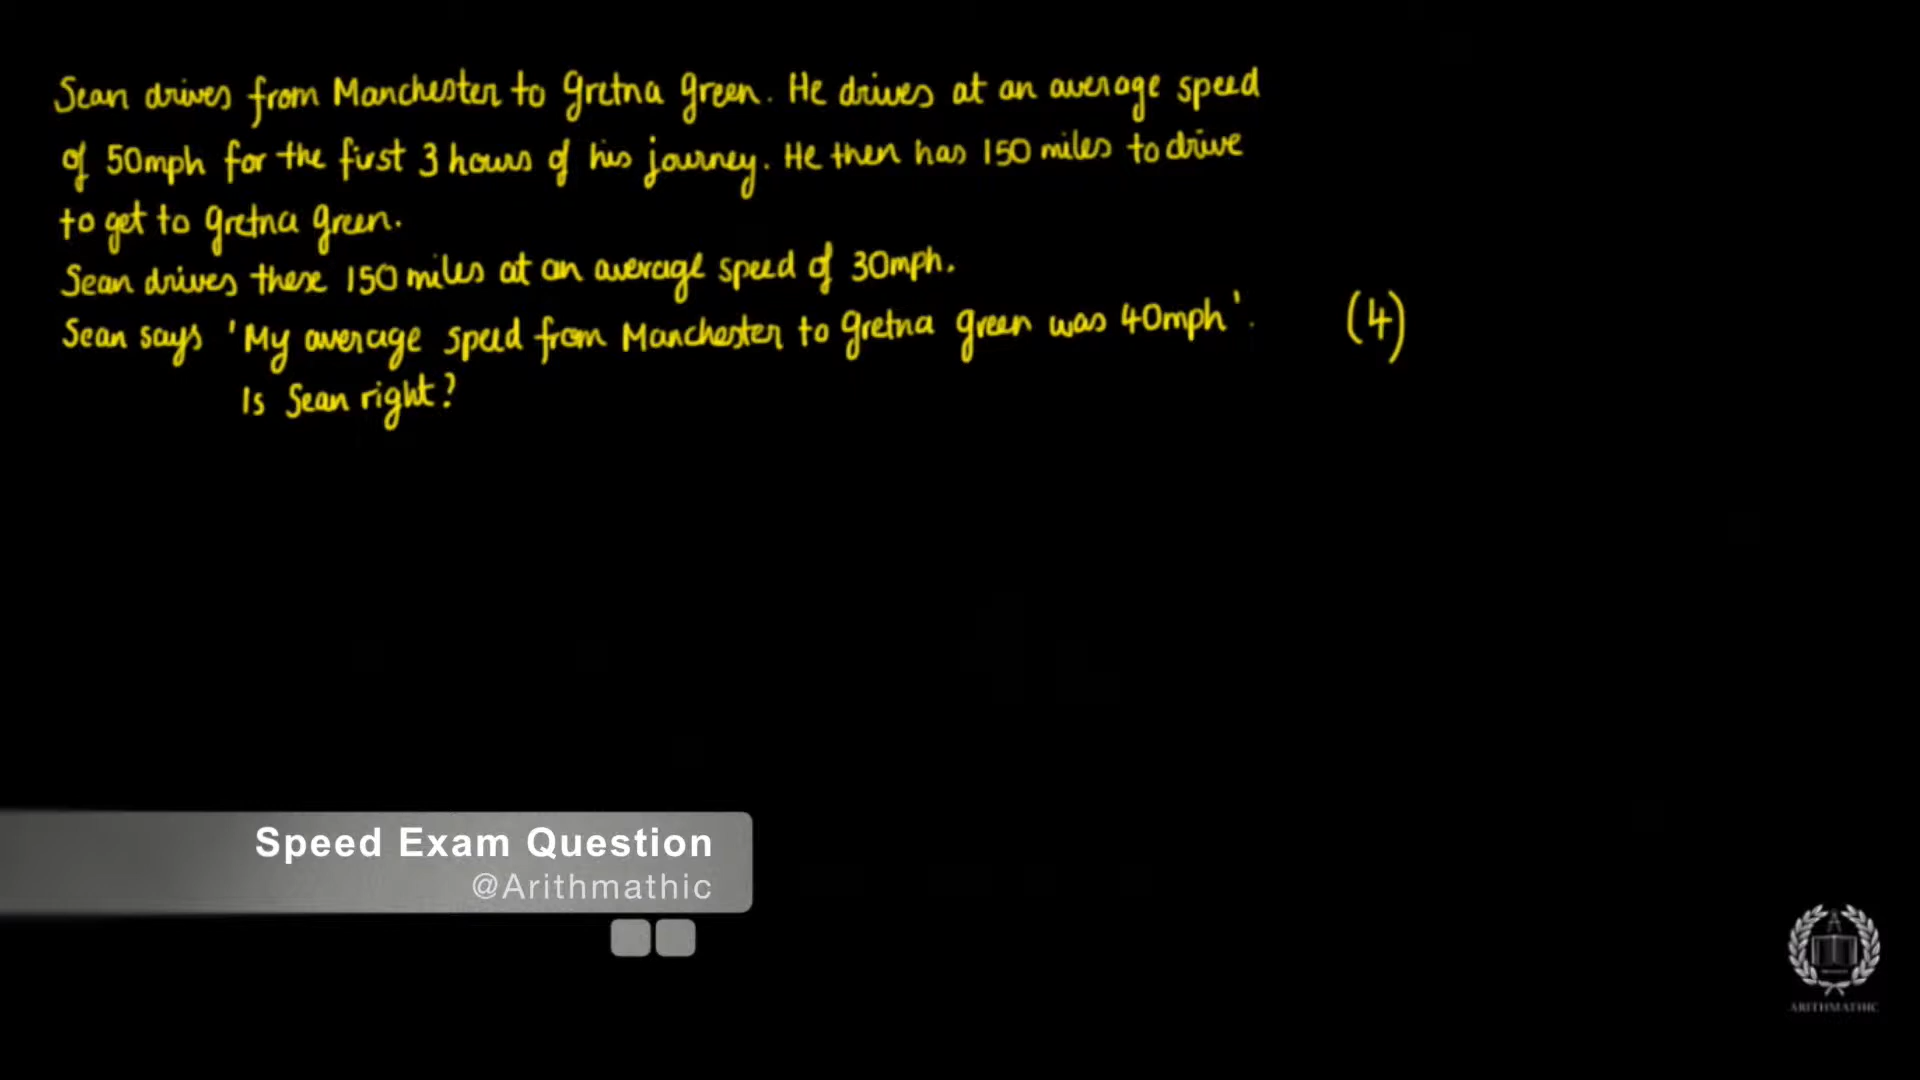 Sean drives from Manchester to Gretna Green. He drives at an average speed
of 50mph for the first 3 hours of his journey. He then has 150 miles to drive
to get to Gretna Green.
Sean drives these 150 miles at an average speed of 30mph.
Sean says 'My average speed from Manchester to Gretna Green was 40mph'. (4)
Is Sean right?
Speed Exam Question
@Arithmathic
ARITHMATHIC